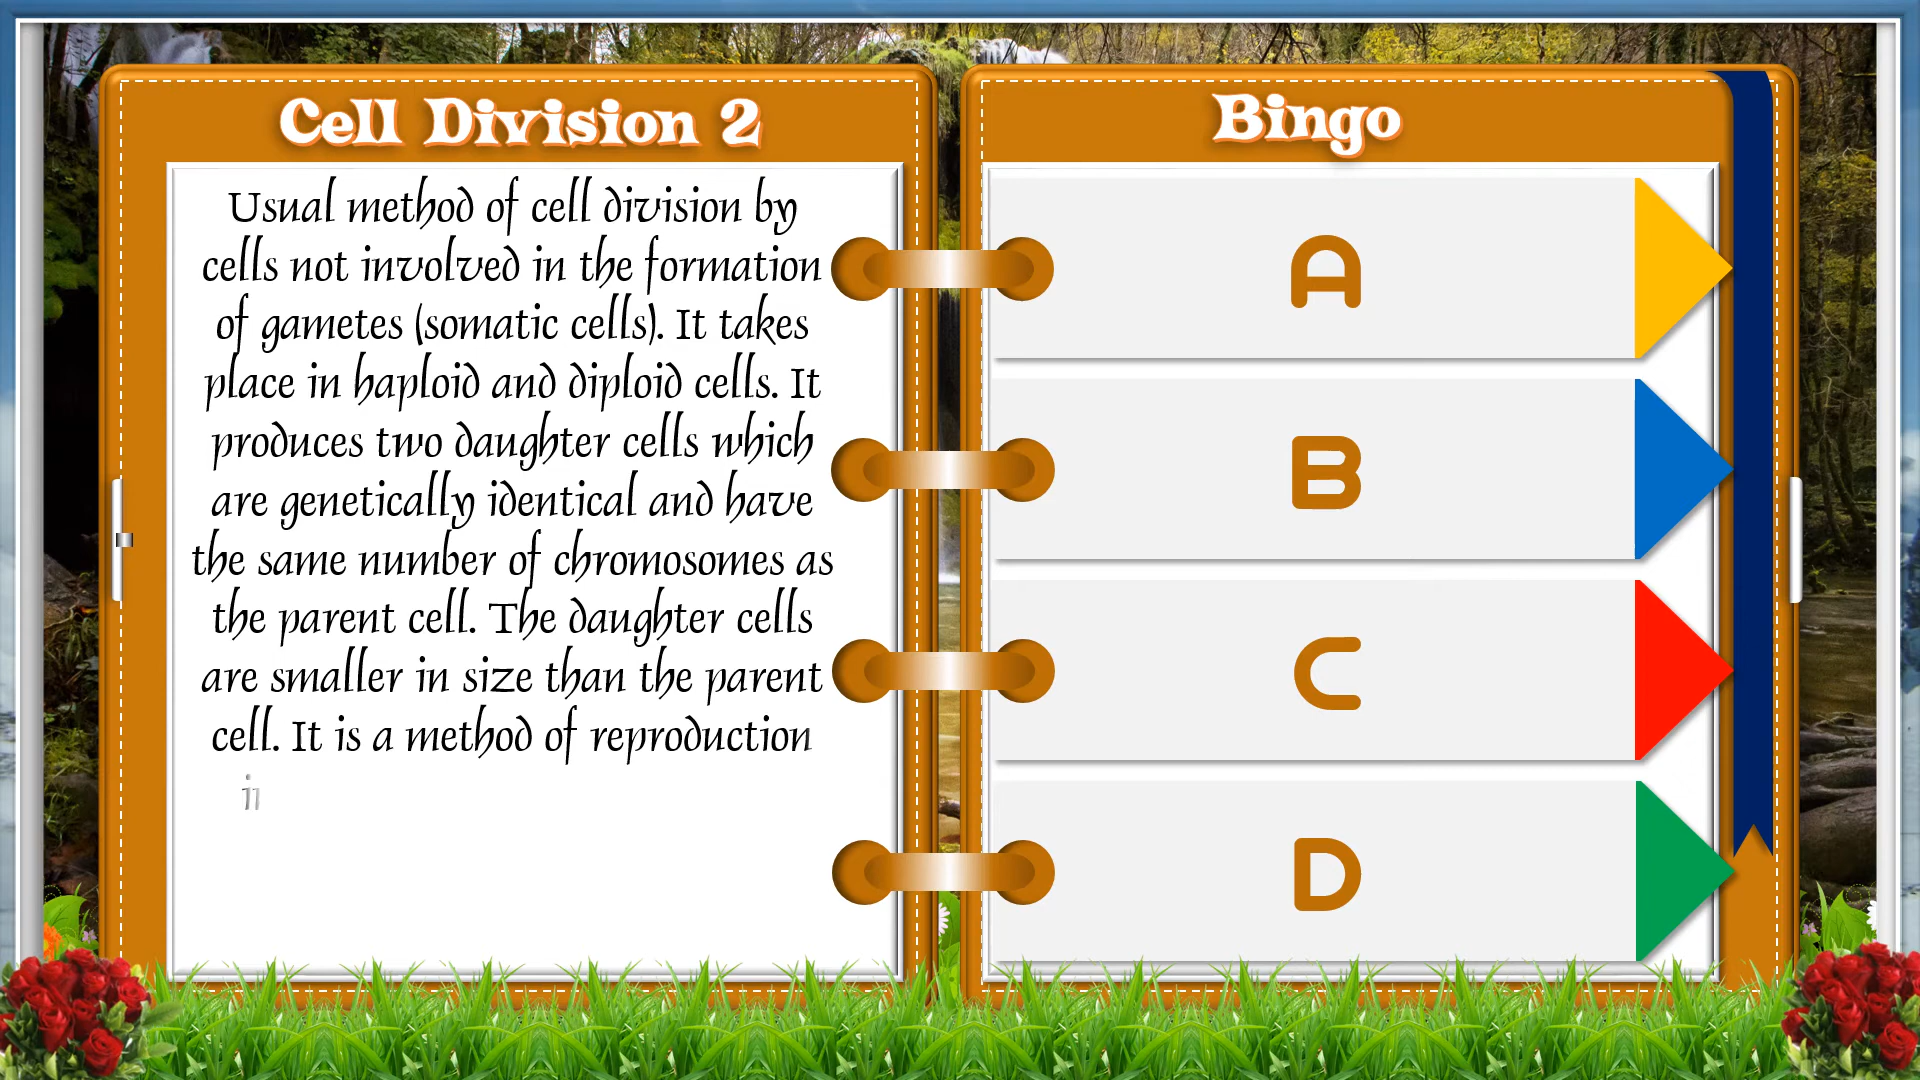 Cell Division 2
Usual method of cell division by
cells not involved in the formation
of gametes (somatic cells). It takes
place in haploid and diploid cells. It
produces two daughter cells which
are genetically identical and have
the same number of chromosomes as
the parent cell. The daughter cells
are smaller in size than the parent
cell. It is a method of reproduction
Bingo
A
B
C
D